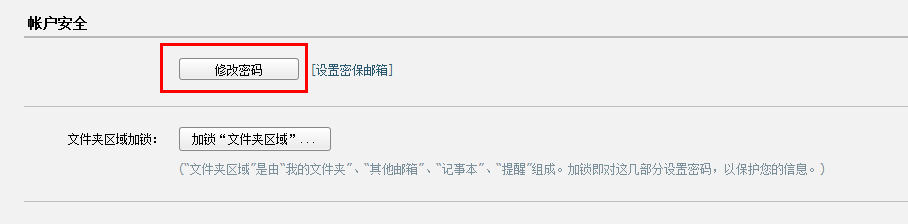 帐户安全
修改密码 [设置密保邮箱]
文件夹区域加锁： 加锁“文件夹区域”...
(“文件夹区域”是由“我的文件夹”、“其他邮箱”、“记事本”、“提醒”组成。加锁即对这几部分设置密码，以保护您的信息。)